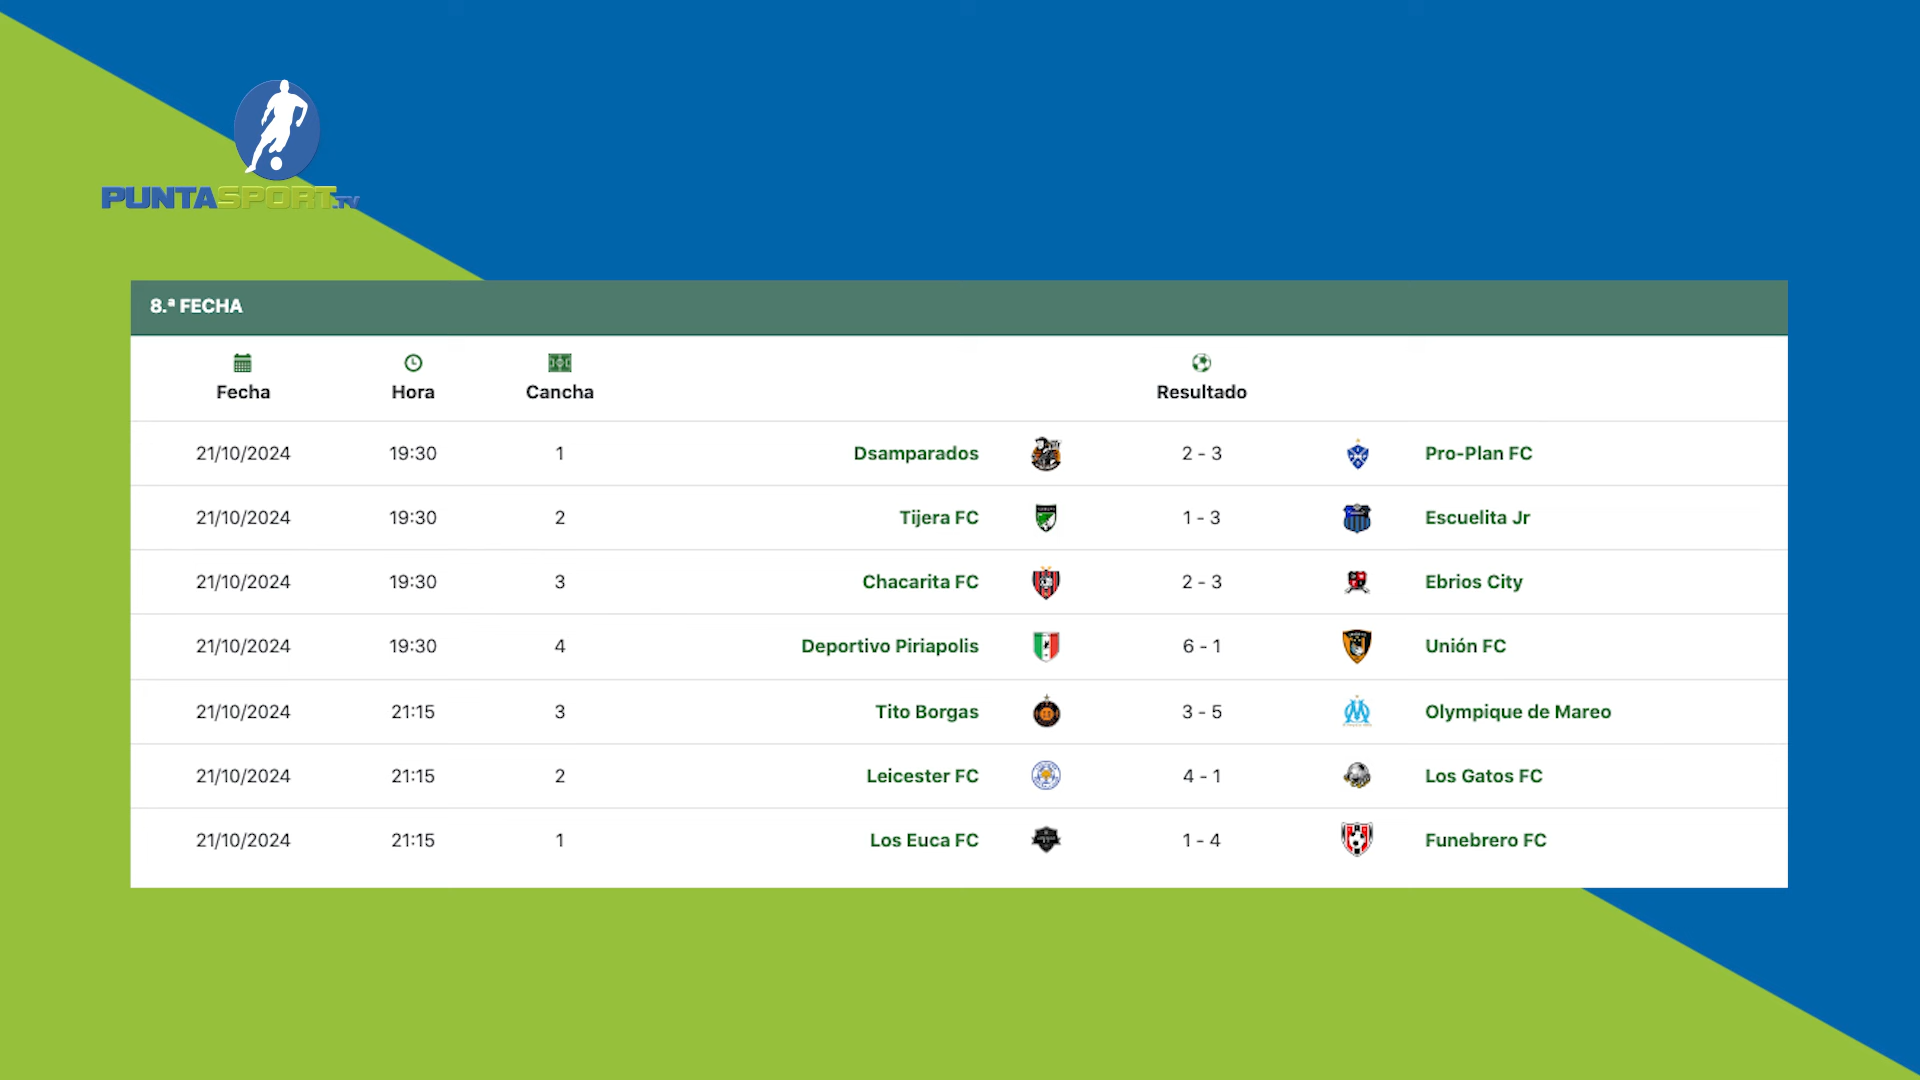 PUNTASPORT.TV
8.ª FECHA
Fecha Hora Cancha Resultado
21/10/2024 19:30 1 Dsamparados 2 - 3 Pro-Plan FC
21/10/2024 19:30 2 Tijera FC 1 - 3 Escuelita Jr
21/10/2024 19:30 3 Chacarita FC 2 - 3 Ebrios City
21/10/2024 19:30 4 Deportivo Piriapolis 6 - 1 Unión FC
21/10/2024 21:15 3 Tito Borgas 3 - 5 Olympique de Mareo
21/10/2024 21:15 2 Leicester FC 4 - 1 Los Gatos FC
21/10/2024 21:15 1 Los Euca FC 1 - 4 Funebrero FC